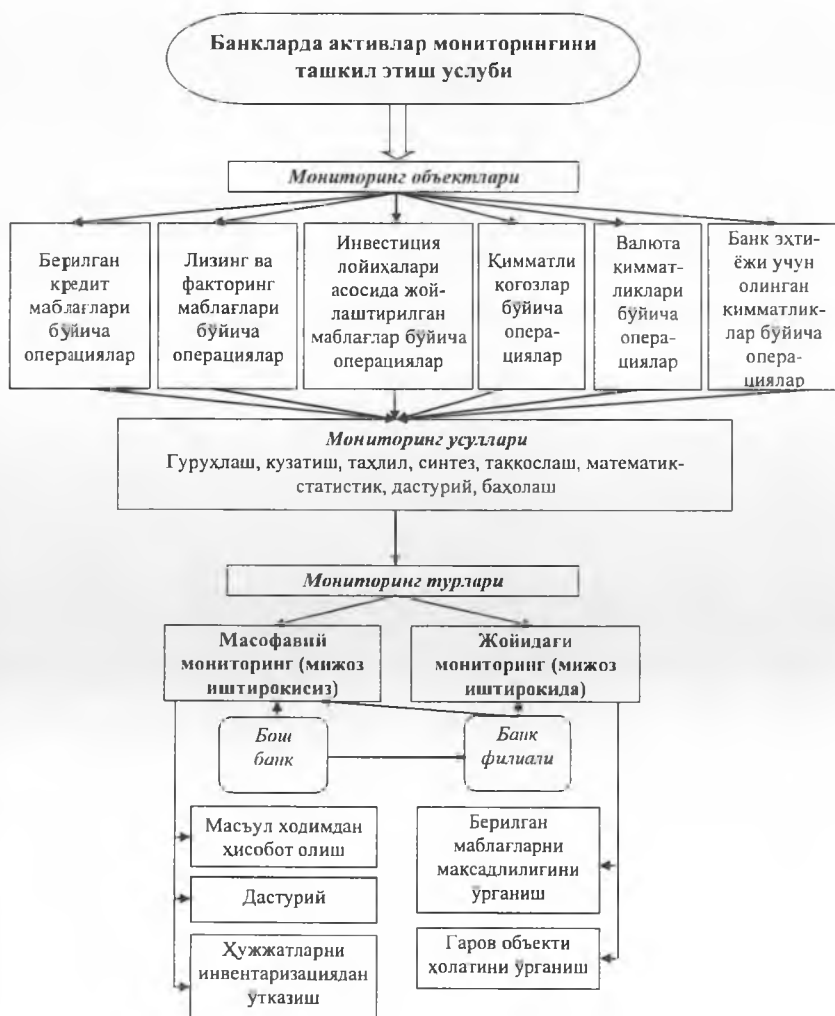 Банкларда активлар мониторингини
ташкил этиш услуби
Мониторинг объектлари
Берилган
кредит
маблағлари
бўйича
операциялар
Лизинг ва
факторинг
маблағлари
бўйича
операциялар
Инвестиция
лойиҳалари
асосида жой-
лаштирилган
маблағлар бўйича
операциялар
Қимматли
қоғозлар
бўйича
опера-
циялар
Валюта
киммат-
ликлари
бўйича
опера-
циялар
Банк эҳти-
ёжи учун
олинган
қимматлик-
лар бўйича
опера-
циялар
Мониторинг усуллари
Гуруҳлаш, кузатиш, таҳлил, синтез, таққослаш, математик-
статистик, дастурий, баҳолаш
Мониторинг турлари
Масофавий
мониторинг (мижоз
иштирокисиз)
Жойидаги
мониторинг (мижоз
иштирокида)
Бош
банк
Банк
филиали
Масъул ходимдан
ҳисобот олиш
Дастурий
Ҳужжатларни
инвентаризациядан
ўтказиш
Берилган
маблағларни
мақсадлилигини
ўрганиш
Гаров объекти
ҳолатини ўрганиш